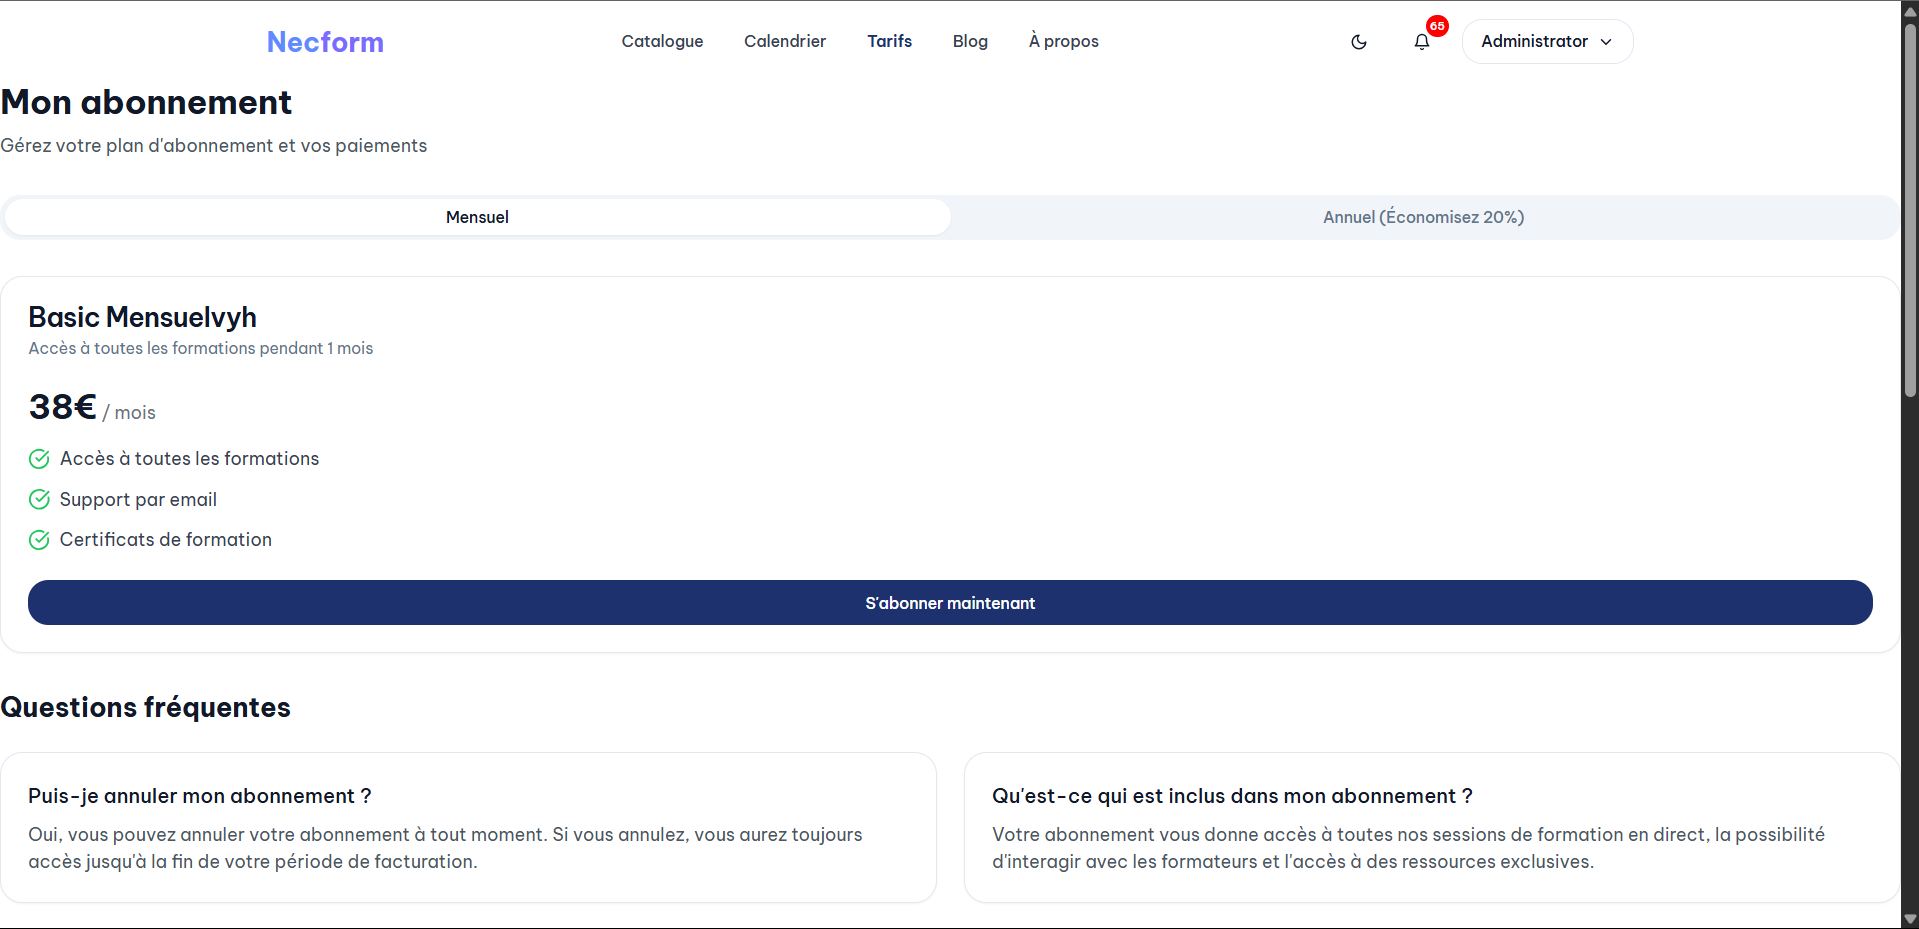 Necform
Catalogue
Calendrier
Tarifs
Blog
À propos
65
Administrator
Mon abonnement
Gérez votre plan d'abonnement et vos paiements
Mensuel
Annuel (Économisez 20%)
Basic Mensuelvyh
Accès à toutes les formations pendant 1 mois
38€ / mois
Accès à toutes les formations
Support par email
Certificats de formation
S'abonner maintenant
Questions fréquentes
Puis-je annuler mon abonnement ?
Oui, vous pouvez annuler votre abonnement à tout moment. Si vous annulez, vous aurez toujours
accès jusqu'à la fin de votre période de facturation.
Qu'est-ce qui est inclus dans mon abonnement ?
Votre abonnement vous donne accès à toutes nos sessions de formation en direct, la possibilité
d'interagir avec les formateurs et l'accès à des ressources exclusives.